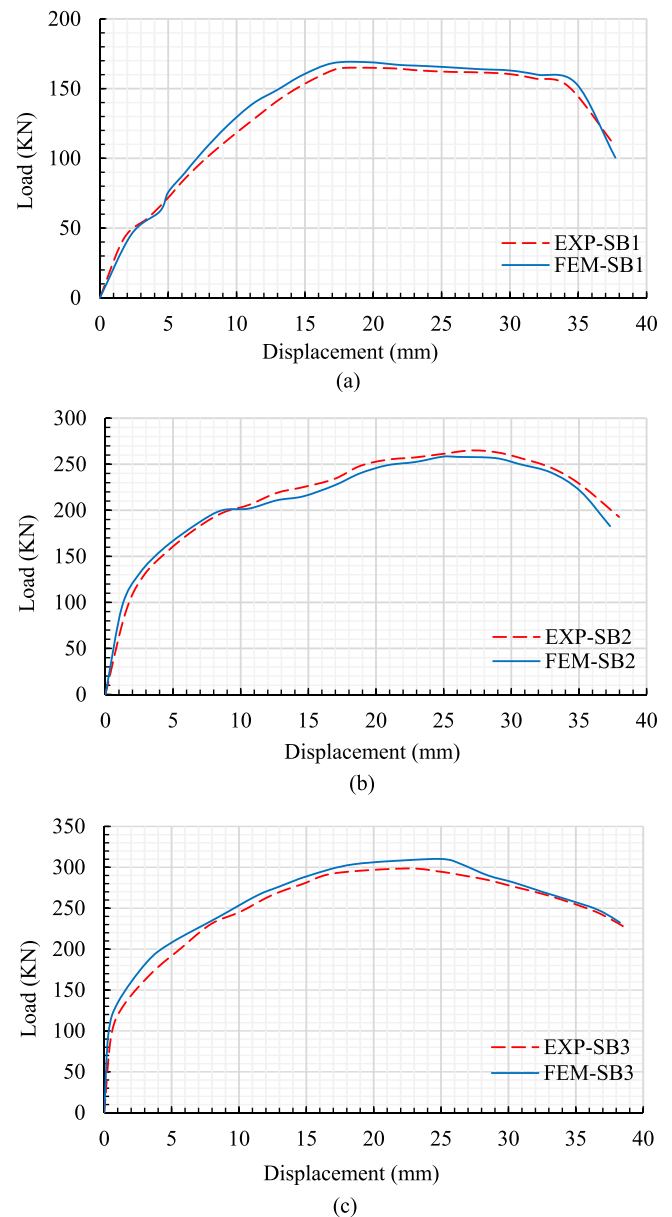 200
150
100
50
0
Load (KN)
EXP-SB1
FEM-SB1
0 5 10 15 20 25 30 35 40
Displacement (mm)
(a)
300
250
200
150
100
50
0
Load (KN)
EXP-SB2
FEM-SB2
0 5 10 15 20 25 30 35 40
Displacement (mm)
(b)
350
300
250
200
150
100
50
0
Load (KN)
EXP-SB3
FEM-SB3
0 5 10 15 20 25 30 35 40
Displacement (mm)
(c)